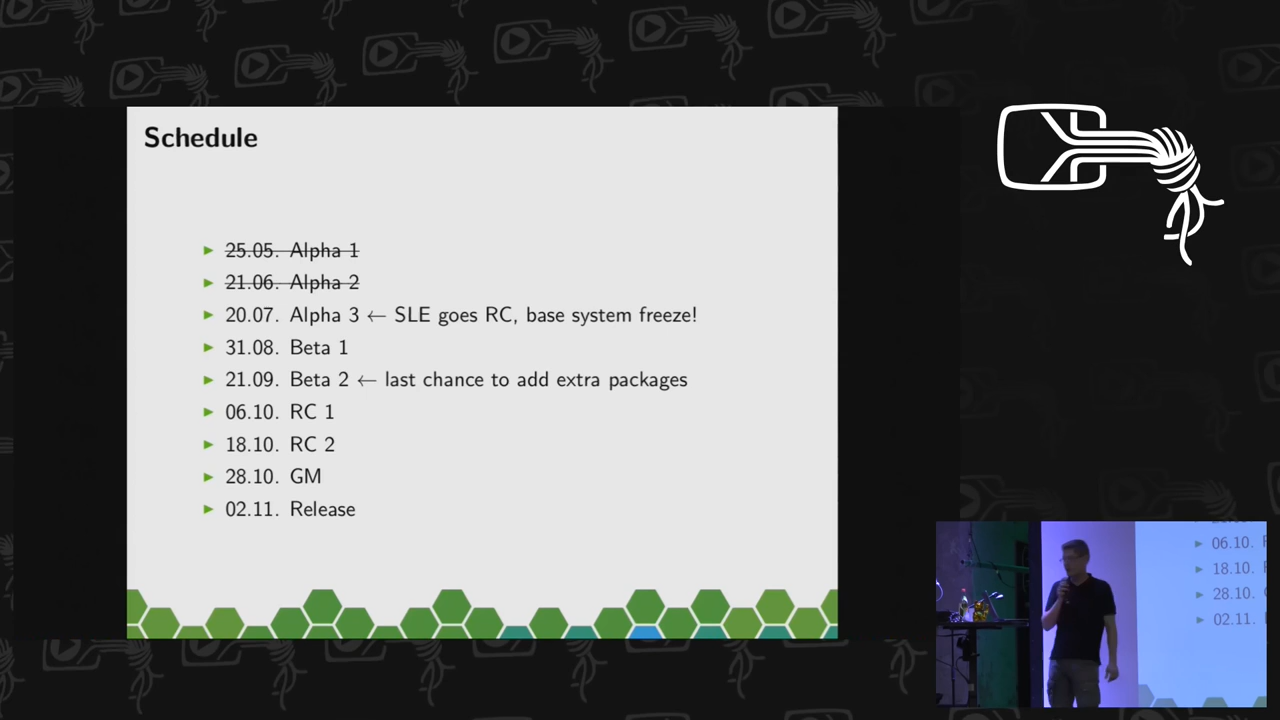 Schedule
25.05. Alpha 1
21.06. Alpha 2
20.07. Alpha 3 ← SLE goes RC, base system freeze!
31.08. Beta 1
21.09. Beta 2 ← last chance to add extra packages
06.10. RC 1
18.10. RC 2
28.10. GM
02.11. Release
06.10.
18.10.
28.10.
02.11.